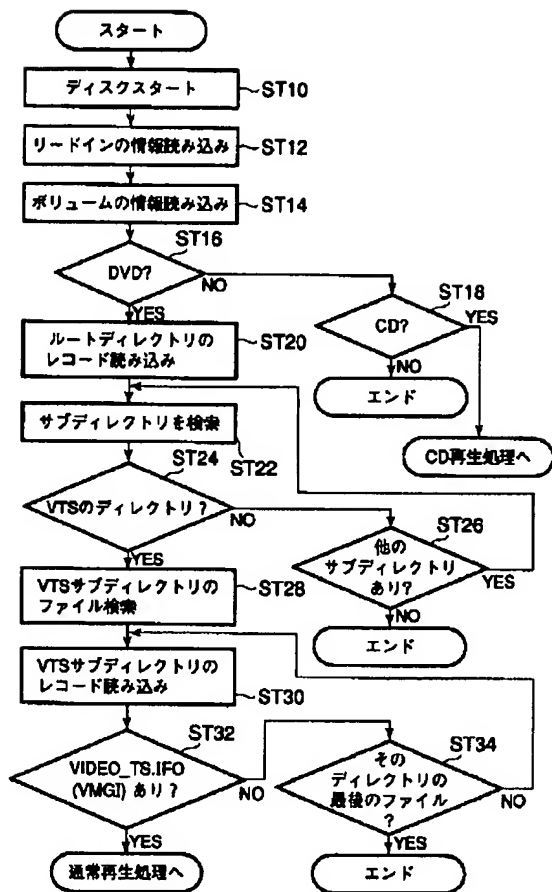 スタート
ディスクスタート
ST10
リードインの情報読み込み
ST12
ボリュームの情報読み込み
ST14
ST16
DVD?
NO
YES
ST18
CD?
YES
NO
エンド
CD再生処理へ
ルートディレクトリの
レコード読み込み
ST20
サブディレクトリを検索
ST22
ST24
VTSのディレクトリ?
NO
YES
ST26
他の
サブディレクトリ
あり?
YES
NO
エンド
VTSサブディレクトリの
ファイル検索
ST28
VTSサブディレクトリの
レコード読み込み
ST30
ST32
VIDEO_TS.IFO
(VMGI) あり?
NO
YES
通常再生処理へ
ST34
その
ディレクトリの
最後のファイル
?
NO
YES
エンド